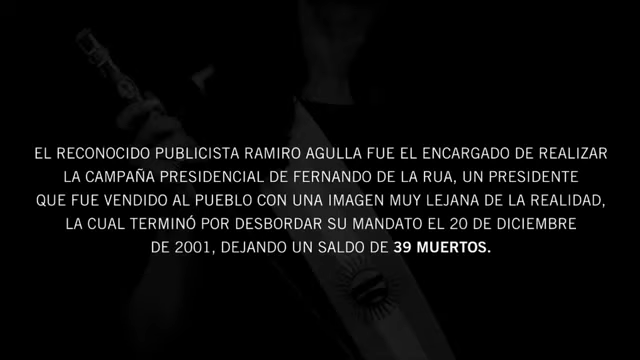 EL RECONOCIDO PUBLICISTA RAMIRO AGULLA FUE EL ENCARGADO DE REALIZAR
LA CAMPAÑA PRESIDENCIAL DE FERNANDO DE LA RUA, UN PRESIDENTE
QUE FUE VENDIDO AL PUEBLO CON UNA IMAGEN MUY LEJANA DE LA REALIDAD,
LA CUAL TERMINÓ POR DESBORDAR SU MANDATO EL 20 DE DICIEMBRE
DE 2001, DEJANDO UN SALDO DE 39 MUERTOS.